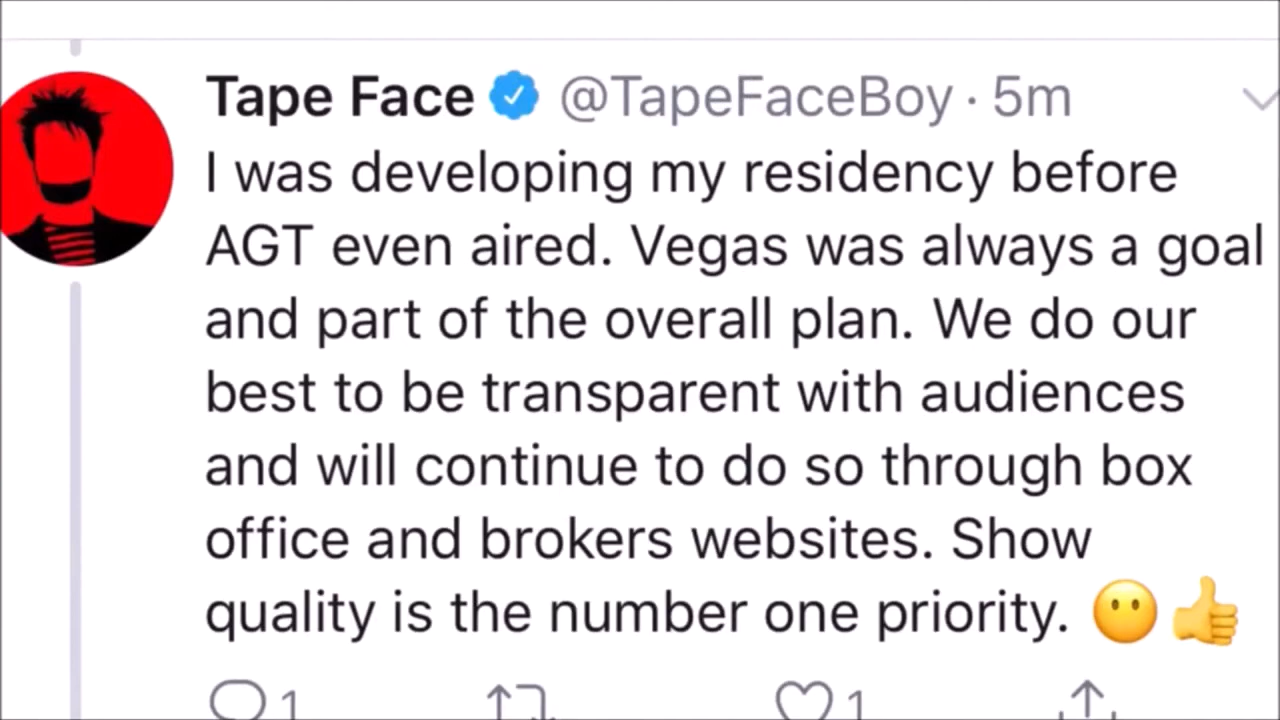 Tape Face @TapeFaceBoy · 5m
I was developing my residency before
AGT even aired. Vegas was always a goal
and part of the overall plan. We do our
best to be transparent with audiences
and will continue to do so through box
office and brokers websites. Show
quality is the number one priority. 😶👍
1 1